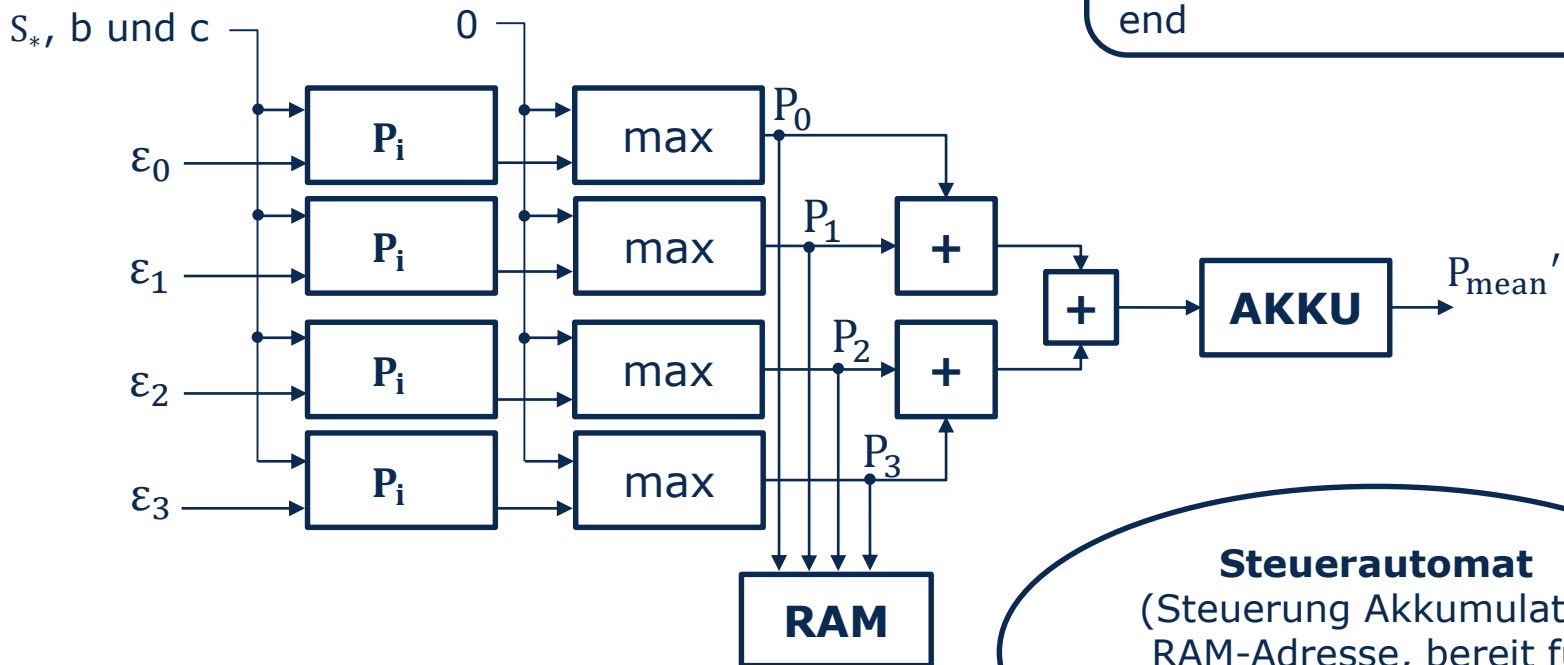 end
S*, b und c
0
Pᵢ
max
P₀
ε₀
Pᵢ
max
P₁
+
ε₁
+
AKKU
Pmean′
Pᵢ
max
P₂
+
ε₂
Pᵢ
max
P₃
ε₃
RAM
Steuerautomat
(Steuerung
RAM-Adresse, bereit